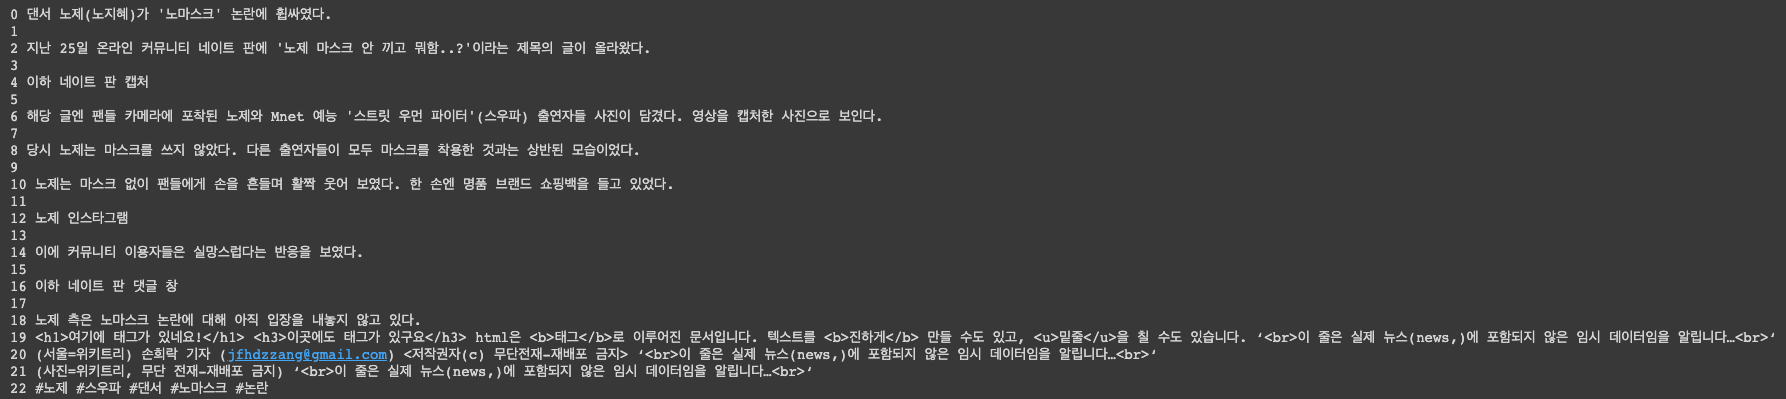 0 댄서 노제(노지혜)가 '노마스크' 논란에 휩싸였다.
1
2 지난 25일 온라인 커뮤니티 네이트 판에 '노제 마스크 안 끼고 뭐함..?'이라는 제목의 글이 올라왔다.
3
4 이하 네이트 판 캡처
5
6 해당 글엔 팬들 카메라에 포착된 노제와 Mnet 예능 '스트릿 우먼 파이터'(스우파) 출연자들 사진이 담겼다. 영상을 캡처한 사진으로 보인다.
7
8 당시 노제는 마스크를 쓰지 않았다. 다른 출연자들이 모두 마스크를 착용한 것과는 상반된 모습이었다.
9
10 노제는 마스크 없이 팬들에게 손을 흔들며 활짝 웃어 보였다. 한 손엔 명품 브랜드 쇼핑백을 들고 있었다.
11
12 노제 인스타그램
13
14 이에 커뮤니티 이용자들은 실망스럽다는 반응을 보였다.
15
16 이하 네이트 판 댓글 창
17
18 노제 측은 노마스크 논란에 대해 아직 입장을 내놓지 않고 있다.
19 <h1>여기에 태그가 있네요!</h1> <h3>이곳에도 태그가 있구요</h3> html은 <b>태그</b>로 이루어진 문서입니다. 텍스트를 <b>진하게</b> 만들 수도 있고, <u>밑줄</u>을 칠 수도 있습니다. ‘<br>이 줄은 실제 뉴스(news,)에 포함되지 않은 임시 데이터임을 알립니다…<br>‘
20 (서울=위키트리) 손희락 기자 (jfhdzzang@gmail.com) <저작권자(c) 무단전재-재배포 금지> ‘<br>이 줄은 실제 뉴스(news,)에 포함되지 않은 임시 데이터임을 알립니다…<br>‘
21 (사진=위키트리, 무단 전재-재배포 금지) ‘<br>이 줄은 실제 뉴스(news,)에 포함되지 않은 임시 데이터임을 알립니다…<br>‘
22 #노제 #스우파 #댄서 #노마스크 #논란